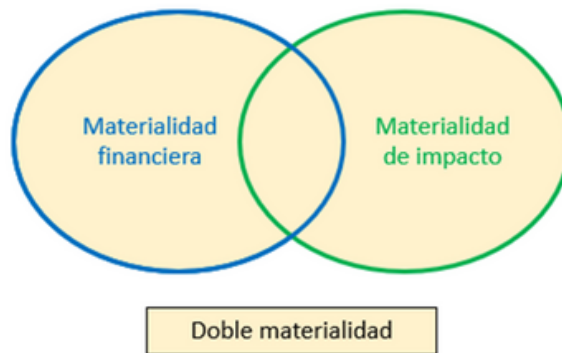 Materialidad
financiera
Materialidad
de impacto
Doble materialidad